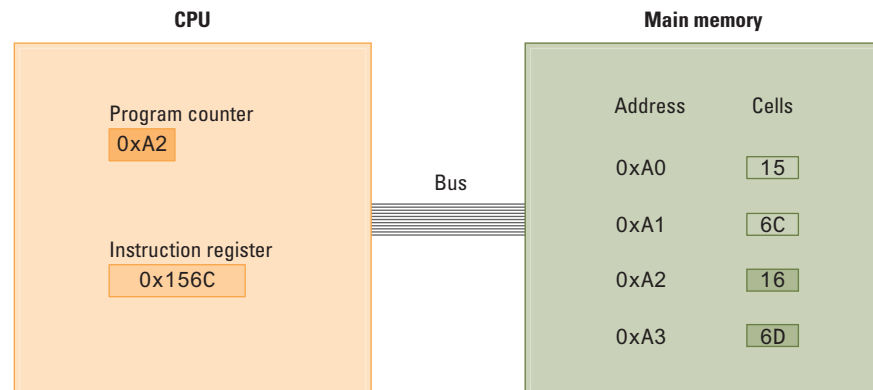 CPU
Main memory
Program counter
0xA2
Bus
Instruction register
0x156C
Address Cells
0xA0 15
0xA1 6C
0xA2 16
0xA3 6D